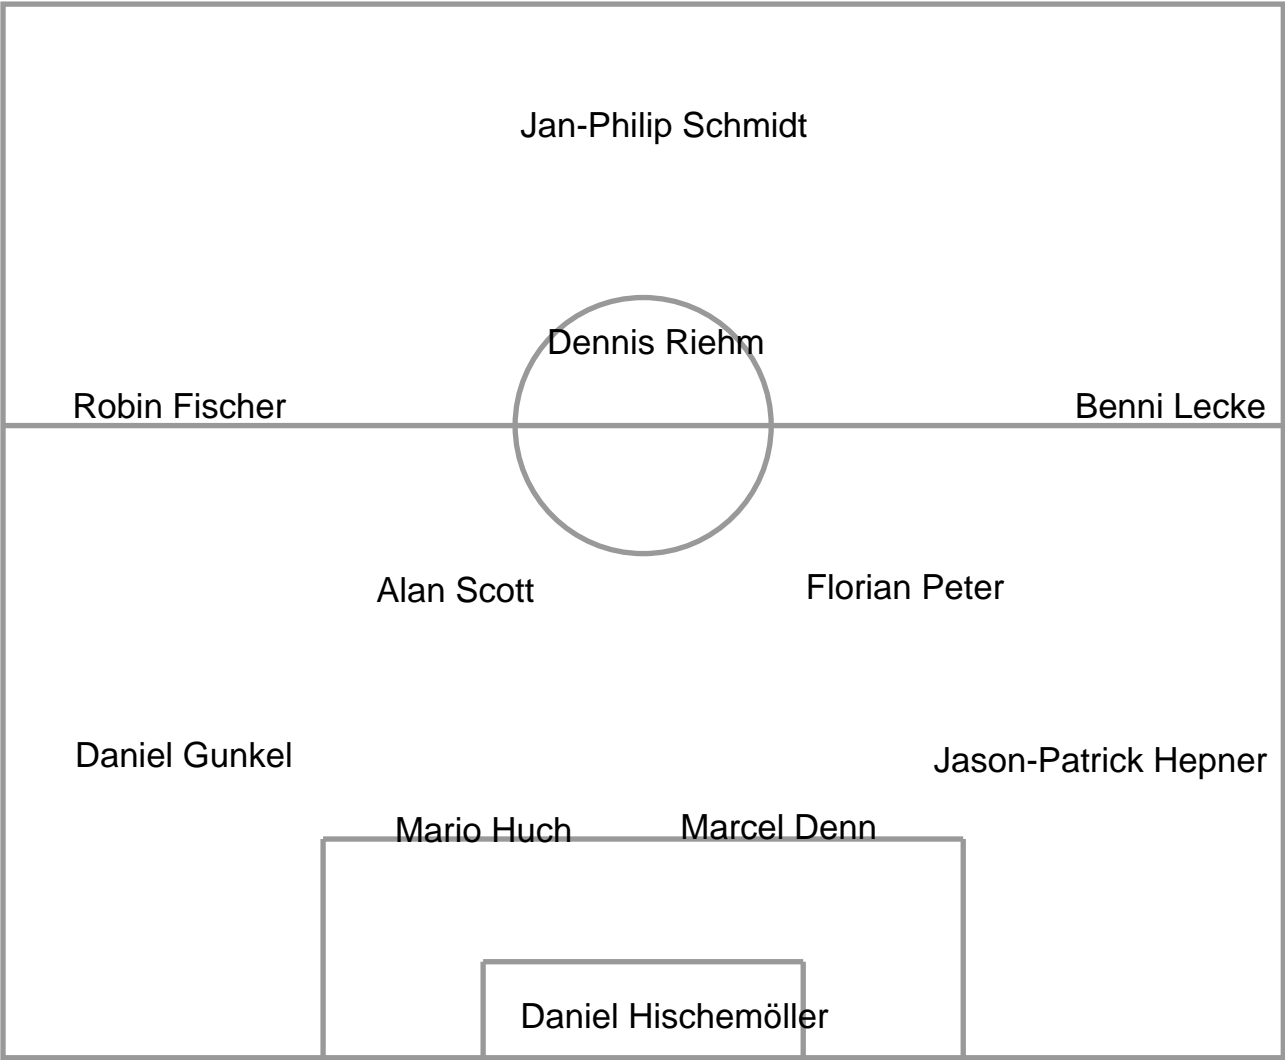 Jan-Philip Schmidt
Dennis Riehm
Robin Fischer
Benni Lecke
Alan Scott
Florian Peter
Daniel Gunkel
Jason-Patrick Hepner
Mario Huch
Marcel Denn
Daniel Hischemöller